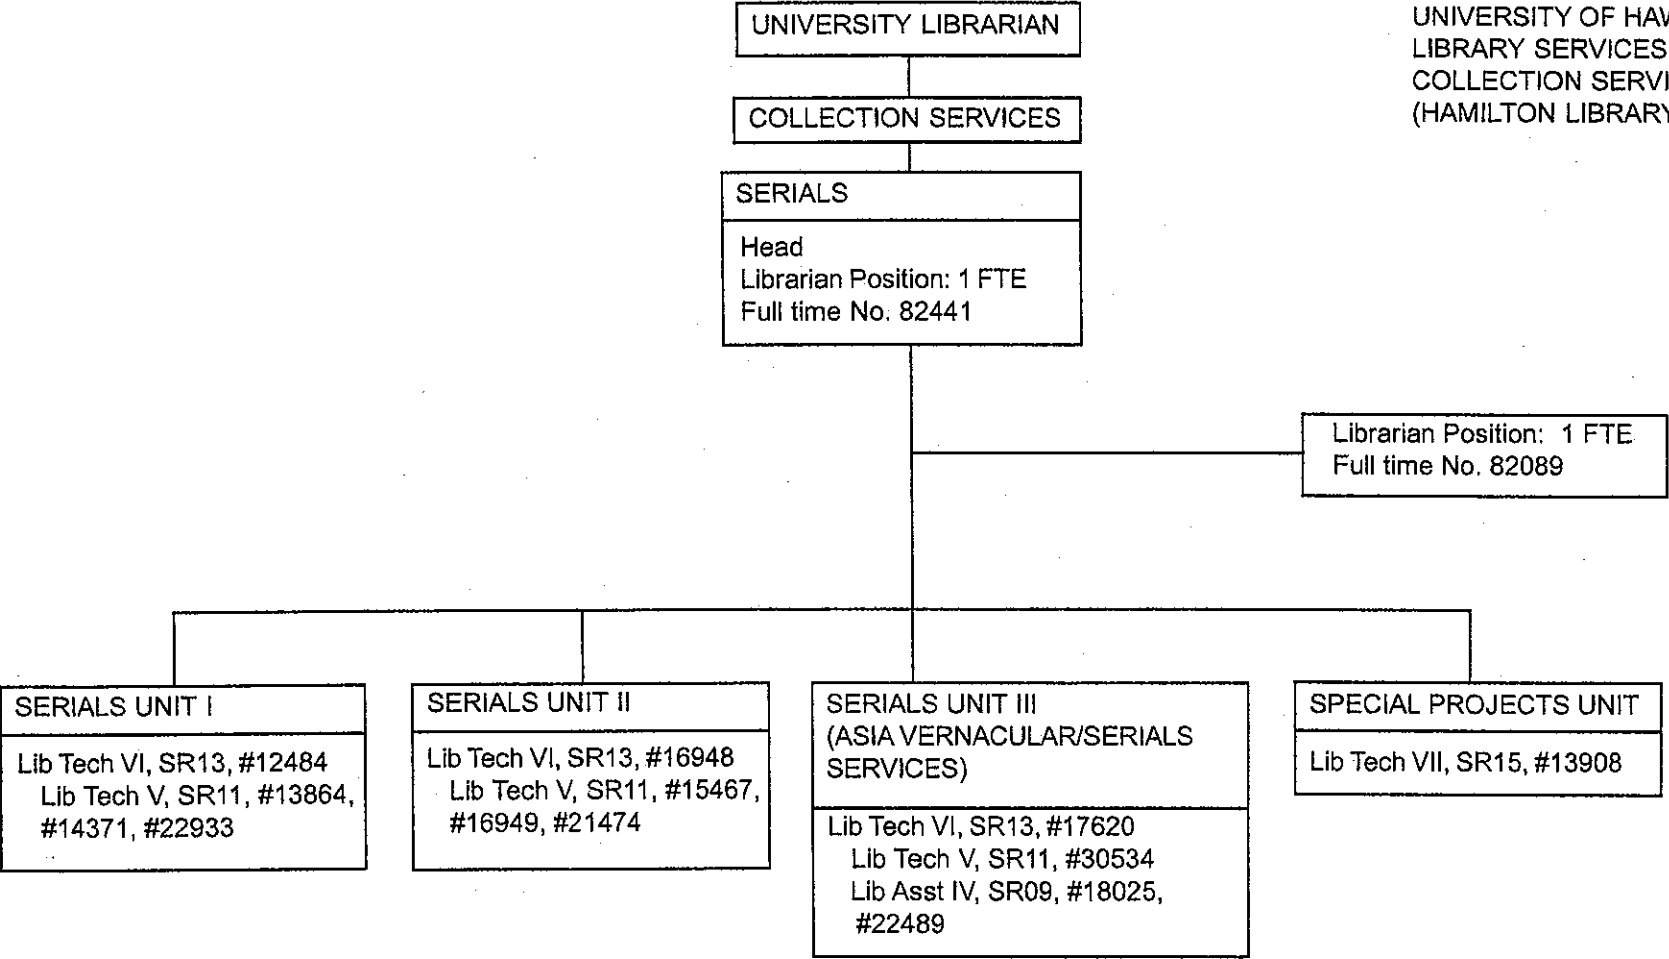 UNIVERSITY LIBRARIAN
UNIVERSITY OF
LIBRARY SERVICES
COLLECTION
(HAMILTON LIBRARY
COLLECTION SERVICES
SERIALS
Head
Librarian Position: 1 FTE
Full time No. 82441
Librarian Position: 1 FTE
Full time No. 82089
SERIALS UNIT I
Lib Tech VI, SR13, #12484
Lib Tech V, SR11, #13864,
#14371, #22933
SERIALS UNIT II
Lib Tech VI, SR13, #16948
Lib Tech V, SR11, #15467,
#16949, #21474
SERIALS UNIT III
(ASIA VERNACULAR/SERIALS
SERVICES)
Lib Tech VI, SR13, #17620
Lib Tech V, SR11, #30534
Lib Asst IV, SR09, #18025,
#22489
SPECIAL PROJECTS UNIT
Lib Tech VII, SR15, #13908